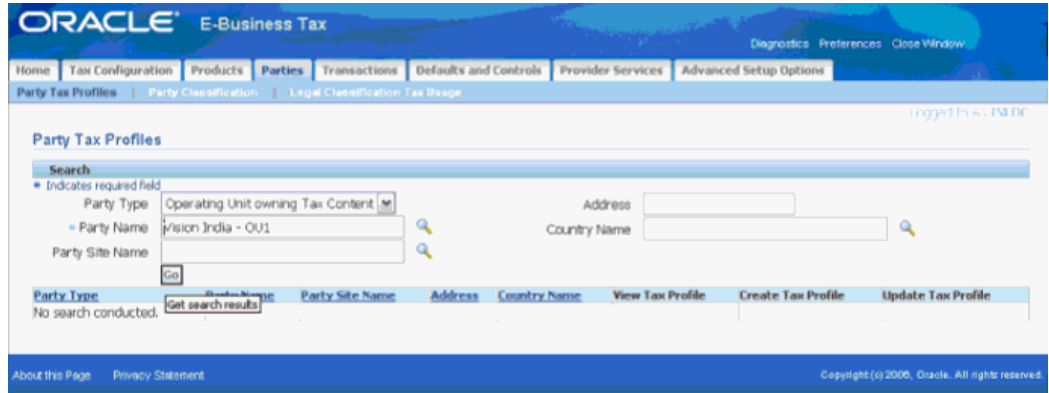 ORACLE® E-Business Tax
Diagnostics Preferences Close Window
Home Tax Configuration Products Parties Transactions Defaults and Controls Provider Services Advanced Setup Options
Party Tax Profiles | Party Classification | Legal Classification Tax Usage
Logged In As
Party Tax Profiles
Search
* Indicates required field
Party Type Operating Unit owning Tax Content Address
* Party Name Vision India - OU1 Country Name
Party Site Name
Go
Party Type Party Name Party Site Name Address Country Name View Tax Profile Create Tax Profile Update Tax Profile
Get search results
No search conducted.
About this Page Privacy Statement Copyright (c) 2006, Oracle. All rights reserved.